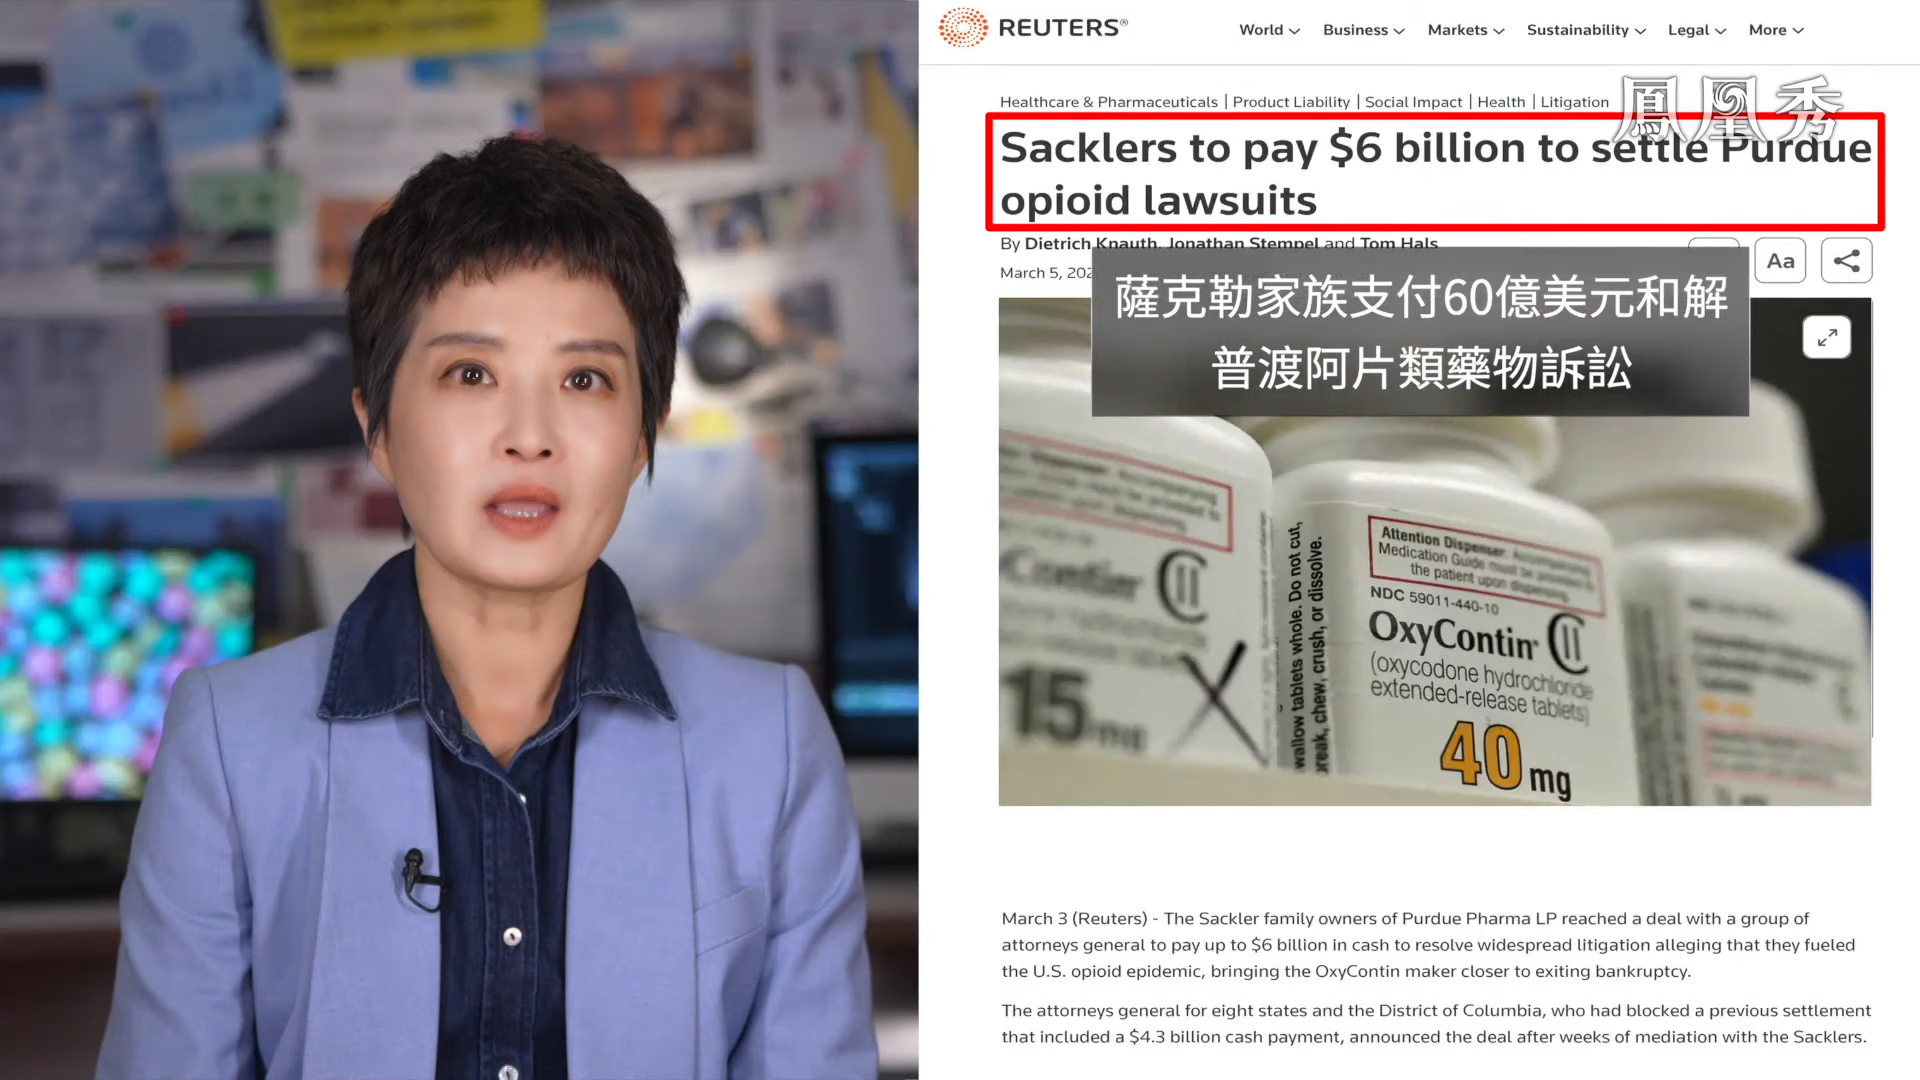 REUTERS®
World Business Markets Sustainability Legal More
Healthcare & Pharmaceuticals | Product Liability | Social Impact | Health | Litigation
鳳凰秀
Sacklers to pay $6 billion to settle Purdue
opioid lawsuits
By Dietrich Knauth, Jonathan Stempel and Tom Hals
March 5, 202
Aa
薩克勒家族支付60億美元和解
普渡阿片類藥物訴訟
CII
15 mg
wallow tablets whole. Do not cut,
break, chew, crush, or dissolve.
Attention Dispenser: Accompanying
Medication Guide must be provided to
the patient upon dispensing.
NDC 59011-440-10
OxyContin CII
(oxycodone hydrochloride
extended-release tablets)
40 mg
March 3 (Reuters) - The Sackler family owners of Purdue Pharma LP reached a deal with a group of
attorneys general to pay up to $6 billion in cash to resolve widespread litigation alleging that they fueled
the U.S. opioid epidemic, bringing the OxyContin maker closer to exiting bankruptcy.
The attorneys general for eight states and the District of Columbia, who had blocked a previous settlement
that included a $4.3 billion cash payment, announced the deal after weeks of mediation with the Sacklers.